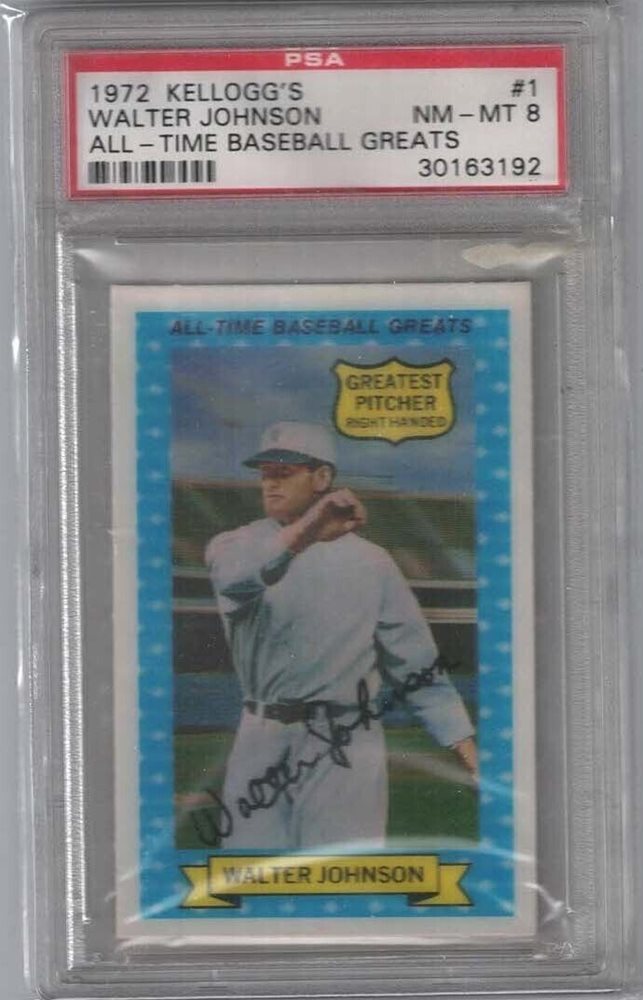 PSA
1972 KELLOGG'S #1
WALTER JOHNSON NM - MT 8
ALL - TIME BASEBALL GREATS
30163192
ALL-TIME BASEBALL GREATS
GREATEST
PITCHER
RIGHT HANDED
Walter Johnson
WALTER JOHNSON